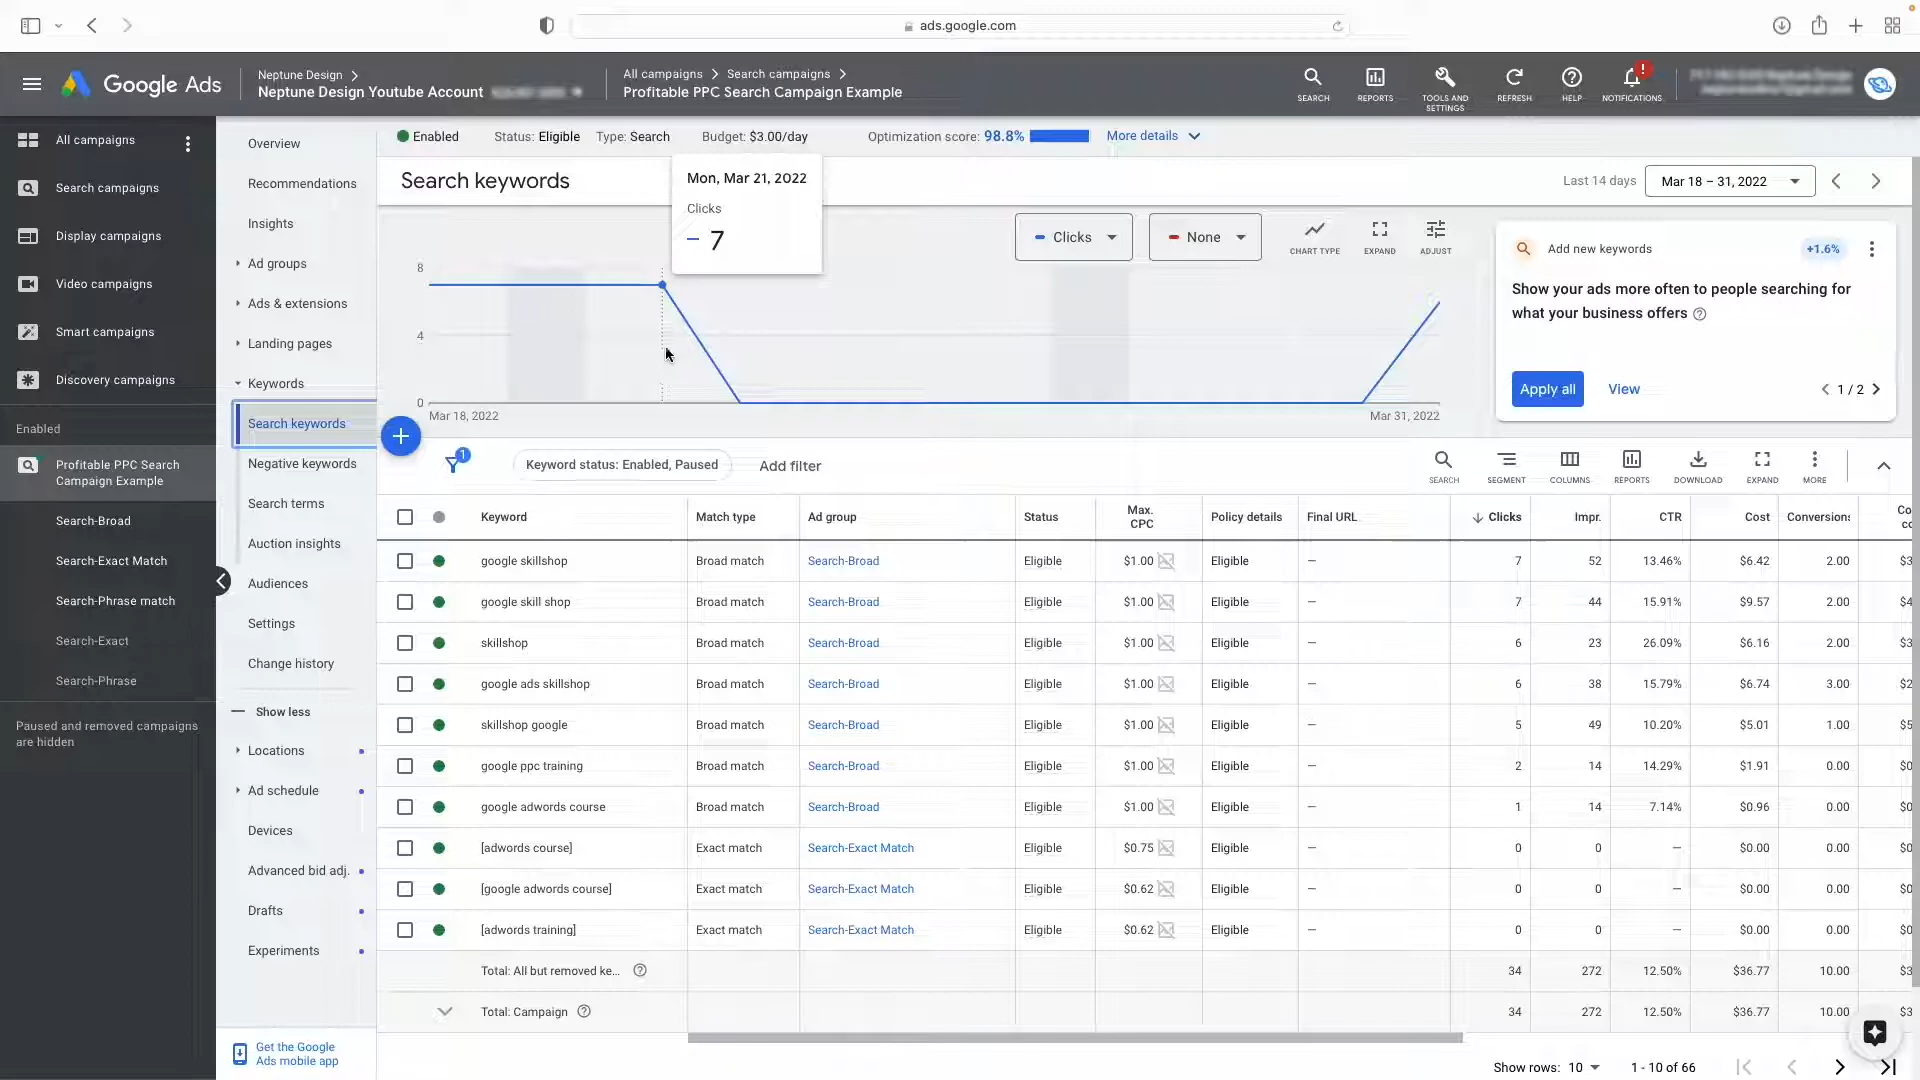 ads.google.com
Google Ads
Neptune Design
Neptune Design Youtube Account
All campaigns > Search campaigns >
Profitable PPC Search Campaign Example
SEARCH
REPORTS
TOOLS AND
SETTINGS
REFRESH
HELP
!
NOTIFICATIONS
All campaigns
Search campaigns
Display campaigns
Video campaigns
Smart campaigns
Discovery campaigns
Enabled
Profitable PPC Search
Campaign Example
Search-Broad
Search-Exact Match
Search-Phrase match
Search-Exact
Search-Phrase
Paused and removed campaigns
are hidden
Overview
Recommendations
Insights
Ad groups
Ads & extensions
Landing pages
Keywords
Search keywords
Negative keywords
Search terms
Auction insights
Audiences
Settings
Change history
Show less
Locations
Ad schedule
Devices
Advanced bid adj.
Drafts
Experiments
Get the Google
Ads mobile app
Enabled Status: Eligible Type: Search Budget: $3.00/day Optimization score: 98.8% More details
Search keywords
Last 14 days Mar 18 – 31, 2022
Mon, Mar 21, 2022
Clicks
7
Clicks
None
CHART TYPE
EXPAND
ADJUST
8
4
0
Mar 18, 2022
Mar 31, 2022
Add new keywords +1.6%
Show your ads more often to people searching for
what your business offers
Apply all View 1 / 2
1
Keyword status: Enabled, Paused
Add filter
SEARCH
SEGMENT
COLUMNS
REPORTS
DOWNLOAD
EXPAND
MORE
Keyword Match type Ad group Status Max. CPC Policy details Final URL Clicks Impr. CTR Cost Conversions Co
google skillshop Broad match Search-Broad Eligible $1.00 Eligible — 7 52 13.46% $6.42 2.00 $3
google skill shop Broad match Search-Broad Eligible $1.00 Eligible — 7 44 15.91% $9.57 2.00 $4
skillshop Broad match Search-Broad Eligible $1.00 Eligible — 6 23 26.09% $6.16 2.00 $3
google ads skillshop Broad match Search-Broad Eligible $1.00 Eligible — 6 38 15.79% $6.74 3.00 $2
skillshop google Broad match Search-Broad Eligible $1.00 Eligible — 5 49 10.20% $5.01 1.00 $5
google ppc training Broad match Search-Broad Eligible $1.00 Eligible — 2 14 14.29% $1.91 0.00 $0
google adwords course Broad match Search-Broad Eligible $1.00 Eligible — 1 14 7.14% $0.96 0.00 $0
[adwords course] Exact match Search-Exact Match Eligible $0.75 Eligible — 0 0 — $0.00 0.00 $0
[google adwords course] Exact match Search-Exact Match Eligible $0.62 Eligible — 0 0 — $0.00 0.00 $0
[adwords training] Exact match Search-Exact Match Eligible $0.62 Eligible — 0 0 — $0.00 0.00 $0
Total: All but removed ke... 34 272 12.50% $36.77 10.00 $3
Total: Campaign 34 272 12.50% $36.77 10.00 $3
Show rows: 10 1 - 10 of 66